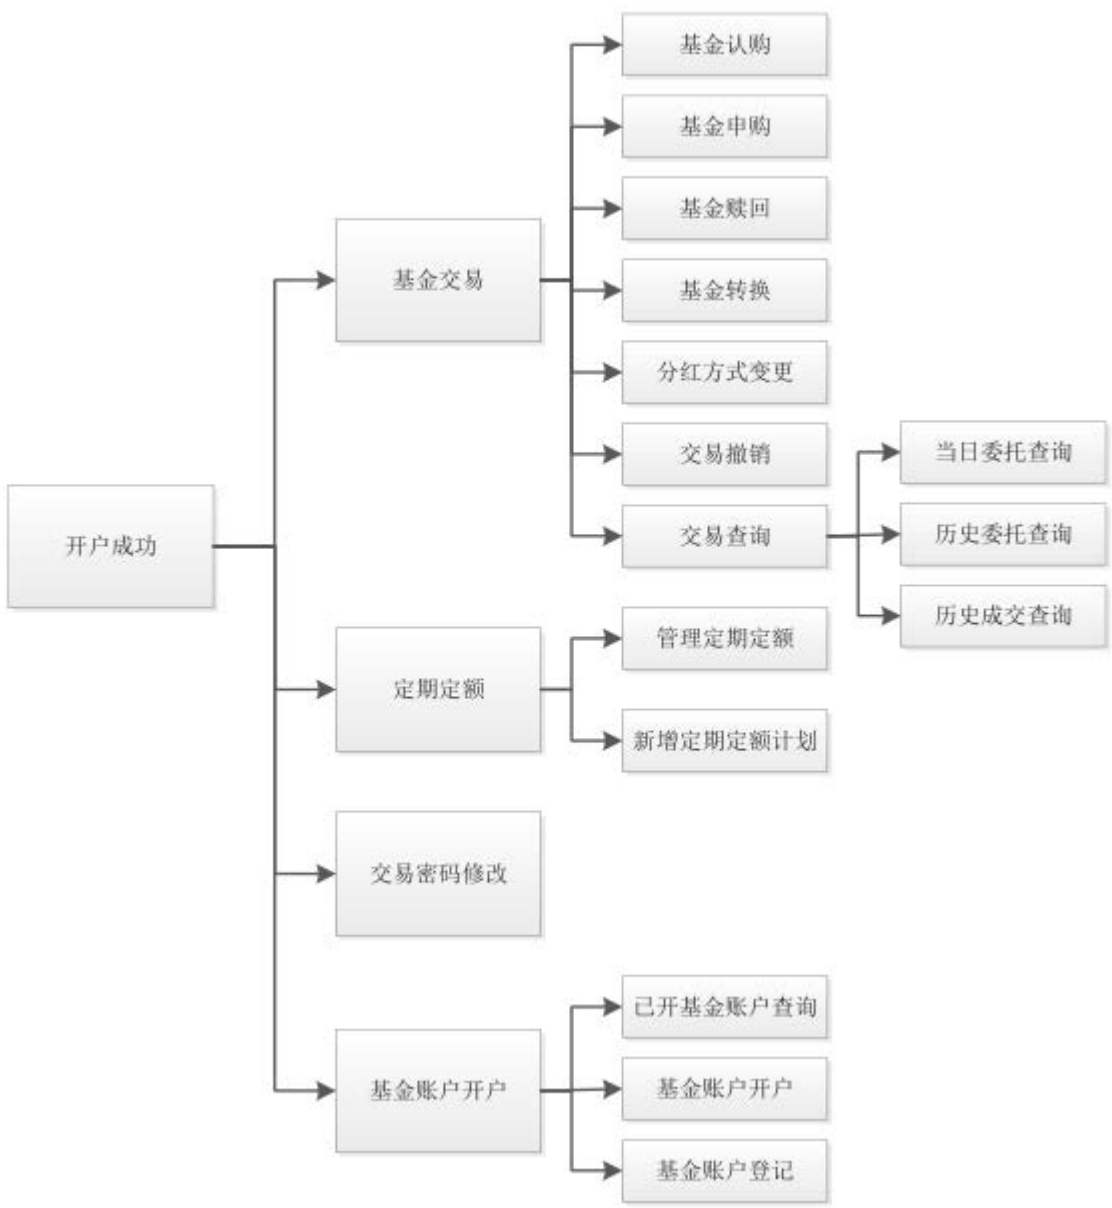 开户成功
基金交易
基金认购
基金申购
基金赎回
基金转换
分红方式变更
交易撤销
交易查询
当日委托查询
历史委托查询
历史成交查询
定期定额
管理定期定额
新增定期定额计划
交易密码修改
基金账户开户
已开基金账户查询
基金账户开户
基金账户登记